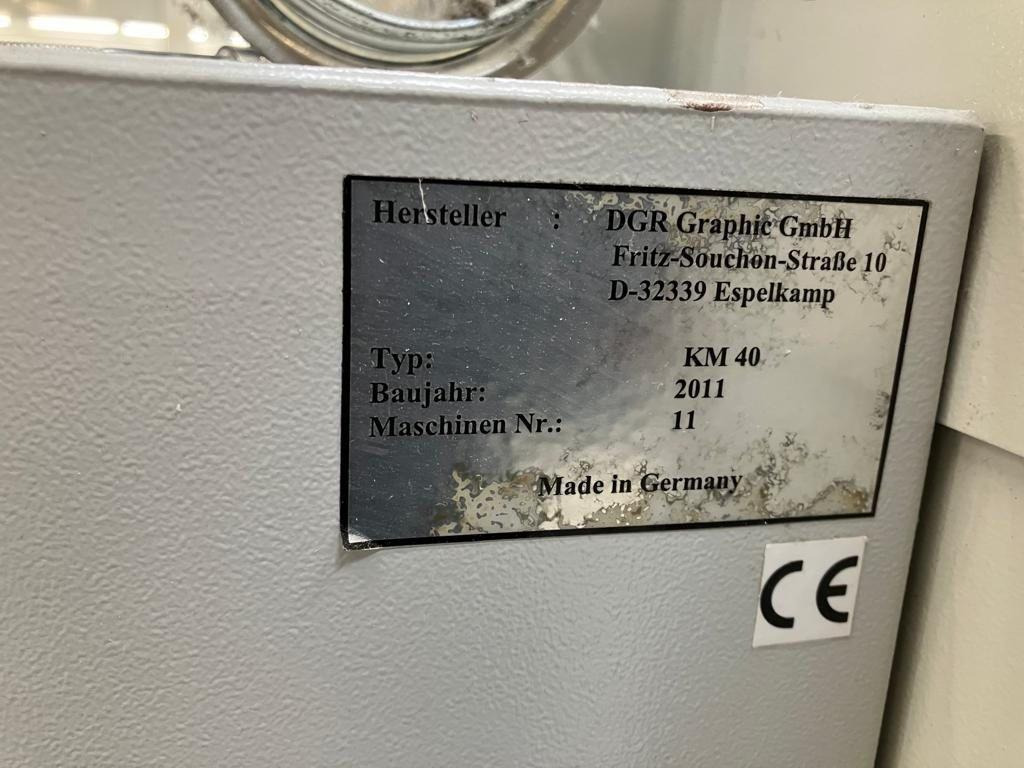 Hersteller : DGR Graphic GmbH
Fritz-Souchon-Straße 10
D-32339 Espelkamp
Typ: KM 40
Baujahr: 2011
Maschinen Nr.: 11
Made in Germany
CE